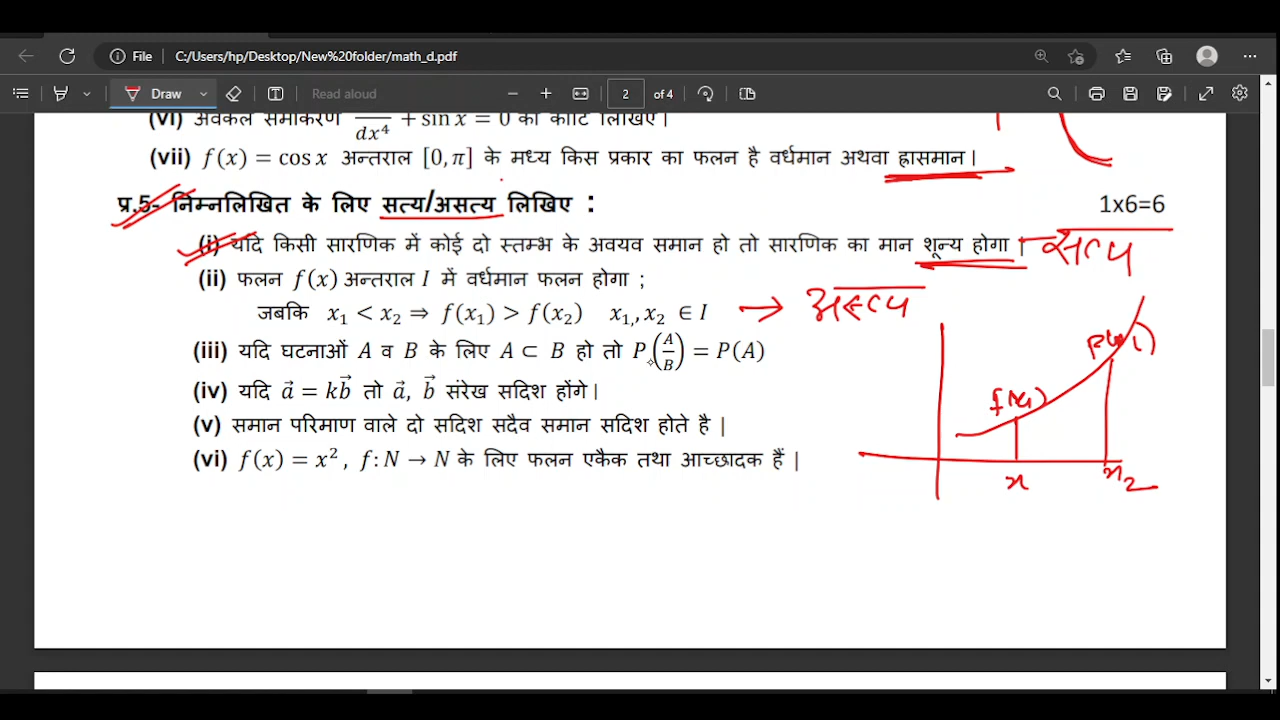 File C:/Users/hp/Desktop/New%20folder/math_d.pdf
Draw Read aloud 2 of 4
(vi) अवकल समीकरण dx⁴ + sin x = 0 की कोटि लिखिए |
(vii) f(x) = cos x अन्तराल [0, π] के मध्य किस प्रकार का फलन है वर्धमान अथवा ह्रासमान |
प्र.5- निम्नलिखित के लिए सत्य/असत्य लिखिए : 1x6=6
(i) यदि किसी सारणिक में कोई दो स्तम्भ के अवयव समान हो तो सारणिक का मान शून्य होगा | सत्य
(ii) फलन f(x) अन्तराल I में वर्धमान फलन होगा ;
जबकि x₁ < x₂ ⇒ f(x₁) > f(x₂) x₁,, x₂ ∈ I → असत्य
(iii) यदि घटनाओं A व B के लिए A ⊂ B हो तो P(A/B) = P(A)
(iv) यदि a⃗ = kb⃗ तो a⃗, b⃗ संरेख सदिश होंगे |
(v) समान परिमाण वाले दो सदिश सदैव समान सदिश होते है |
(vi) f(x) = x², f: N → N के लिए फलन एकैक तथा आच्छादक हैं |
x x₂